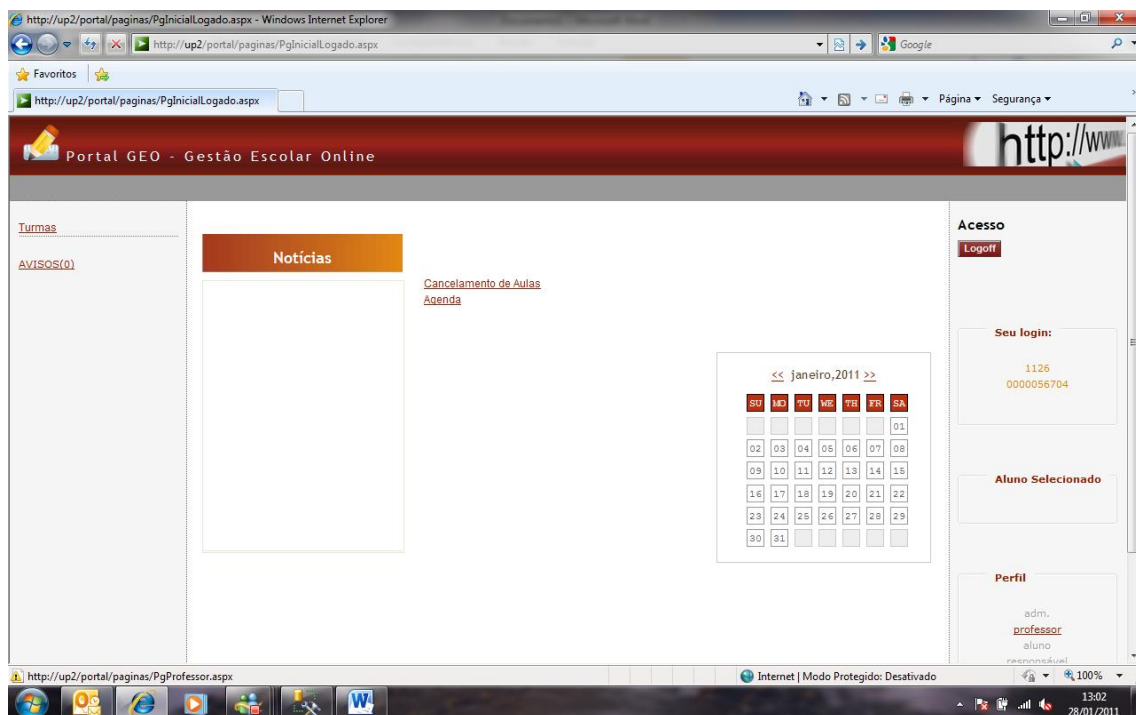 http://up2/portal/paginas/PgInicialLogado.aspx - Windows Internet Explorer
http://up2/portal/paginas/PgInicialLogado.aspx
Google
Favoritos
http://up2/portal/paginas/PgInicialLogado.aspx
Página
Segurança
Portal GEO - Gestão Escolar Online
http://www.
Turmas
AVISOS(0)
Notícias
Cancelamento de Aulas
Agenda
<< janeiro,2011 >>
SU MO TU WE TH FR SA
01
02 03 04 05 06 07 08
09 10 11 12 13 14 15
16 17 18 19 20 21 22
23 24 25 26 27 28 29
30 31
Acesso
Logoff
Seu login:
1126
0000056704
Aluno Selecionado
Perfil
adm.
professor
aluno
responsável
http://up2/portal/paginas/PgProfessor.aspx
Internet | Modo Protegido: Desativado
100%
13:02
28/01/2011